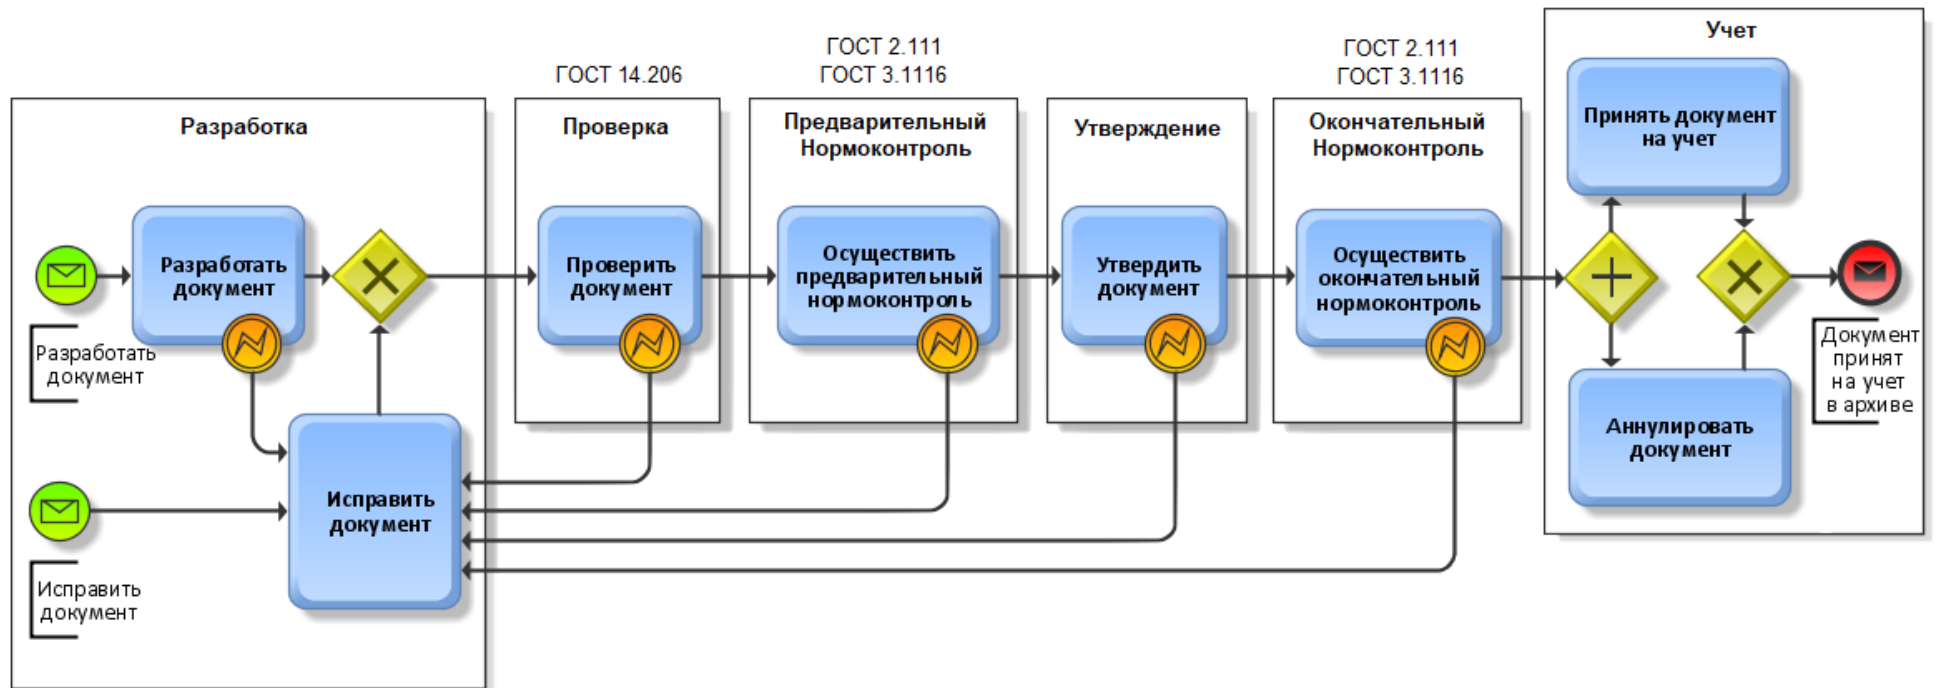 Учет
ГОСТ 2.111
ГОСТ 3.1116
ГОСТ 2.111
ГОСТ 3.1116
ГОСТ 14.206
Разработка
Проверка
Предварительный
Нормоконтроль
Утверждение
Окончательный
Нормоконтроль
Принять документ
на учет
Разработать
документ
Проверить
документ
Осуществить
предварительный
нормоконтроль
Утвердить
документ
Осуществить
окончательный
нормоконтроль
Разработать
документ
Документ
принят
на учет
в архиве
Аннулировать
документ
Исправить
документ
Исправить
документ